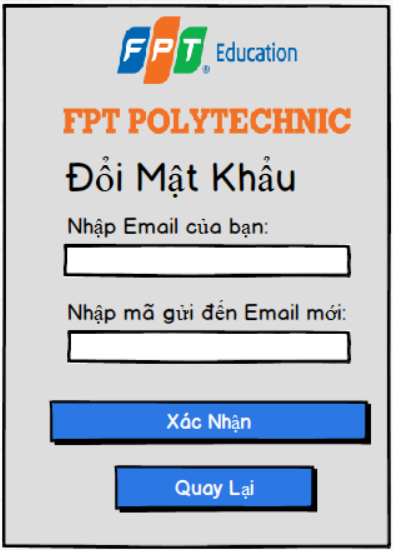 FPT Education
FPT POLYTECHNIC
Đổi Mật Khẩu
Nhập Email của bạn:
Nhập mã gửi đến Email mới:
Xác Nhận
Quay Lại